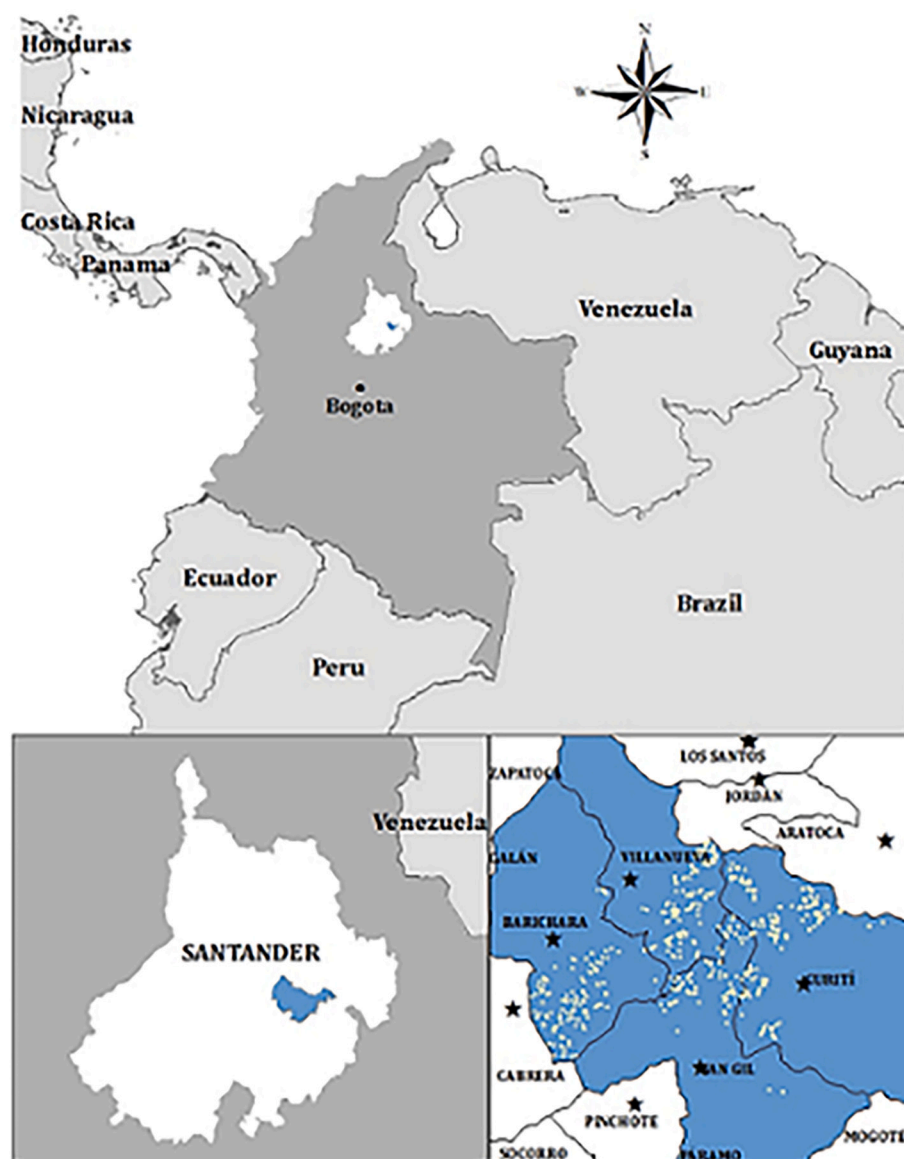 Honduras
N
Nicaragua
W
E
S
Costa Rica
Panama
Venezuela
Guyana
Bogota
Ecuador
Brazil
Peru
Venezuela
SANTANDER
LOS SANTOS
ZAPATOCA
JORDÁN
ARATOCA
GALÁN
VILLANUEVA
BARICHARA
CURITÍ
CABRERA
SAN GIL
PINCHOTE
MOGOTE
SOCORRO
PÁRAMO